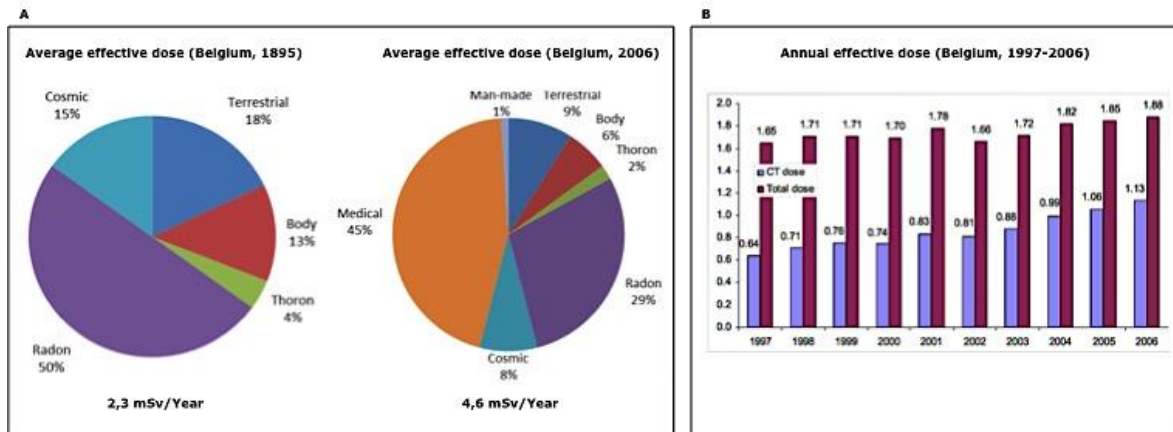 A
Average effective dose (Belgium, 1895)
Cosmic
15%
Terrestrial
18%
Body
13%
Thoron
4%
Radon
50%
2,3 mSv/Year
Average effective dose (Belgium, 2006)
Man-made
1%
Terrestrial
9%
Body
6%
Thoron
2%
Medical
45%
Radon
29%
Cosmic
8%
4,6 mSv/Year
B
Annual effective dose (Belgium, 1997-2006)
2.0
1.8
1.6
1.4
1.2
1.0
0.8
0.6
0.4
0.2
0.0
1.65 1.71 1.71 1.70 1.78 1.66 1.72 1.82 1.85 1.88
CT dose
Total dose
0.64 0.71 0.76 0.74 0.83 0.81 0.88 0.99 1.06 1.13
1997 1998 1999 2000 2001 2002 2003 2004 2005 2006